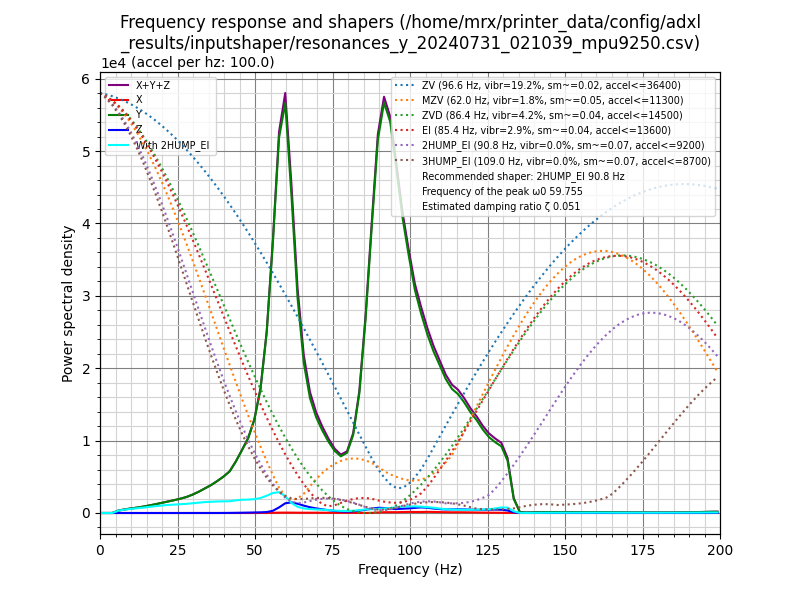 Frequency response and shapers (/home/mrx/printer_data/config/adxl
_results/inputshaper/resonances_y_20240731_021039_mpu9250.csv)
1e4 (accel per hz: 100.0)
X+Y+Z
X
Y
Z
With 2HUMP_EI
ZV (96.6 Hz, vibr=19.2%, sm~=0.02, accel<=36400)
MZV (62.0 Hz, vibr=1.8%, sm~=0.05, accel<=11300)
ZVD (86.4 Hz, vibr=4.2%, sm~=0.04, accel<=14500)
EI (85.4 Hz, vibr=2.9%, sm~=0.04, accel<=13600)
2HUMP_EI (90.8 Hz, vibr=0.0%, sm~=0.07, accel<=9200)
3HUMP_EI (109.0 Hz, vibr=0.0%, sm~=0.07, accel<=8700)
Recommended shaper: 2HUMP_EI 90.8 Hz
Frequency of the peak ω0 59.755
Estimated damping ratio ζ 0.051
Power spectral density
6
5
4
3
2
1
0
0 25 50 75 100 125 150 175 200
Frequency (Hz)